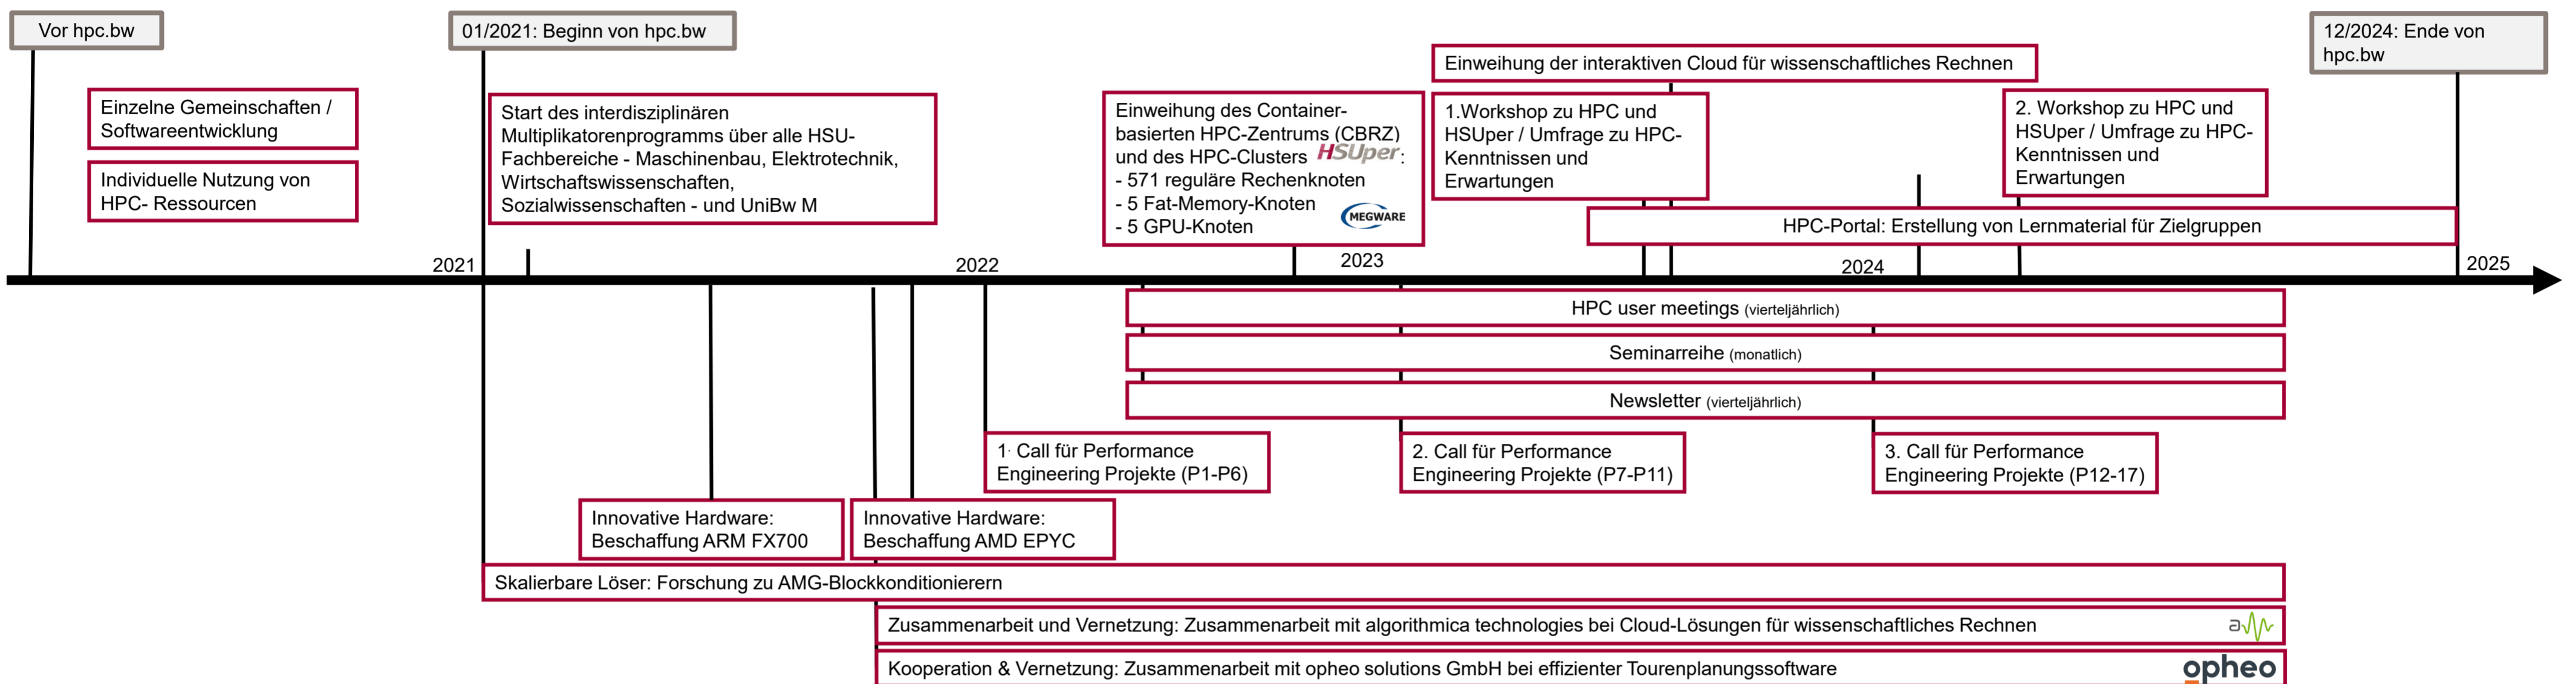 Vor hpc.bw
01/2021: Beginn von hpc.bw
12/2024: Ende von
hpc.bw
Einzelne Gemeinschaften /
Softwareentwicklung
Individuelle Nutzung von
HPC- Ressourcen
Start des interdisziplinären
Multiplikatorenprogramms über alle HSU-
Fachbereiche - Maschinenbau, Elektrotechnik,
Wirtschaftswissenschaften,
Sozialwissenschaften - und UniBw M
Einweihung des Container-
basierten HPC-Zentrums (CBRZ)
und des HPC-Clusters HSUper :
- 571 reguläre Rechenknoten
- 5 Fat-Memory-Knoten
- 5 GPU-Knoten
MEGWARE
Einweihung der interaktiven Cloud für wissenschaftliches Rechnen
1.Workshop zu HPC und
HSUper / Umfrage zu HPC-
Kenntnissen und
Erwartungen
2. Workshop zu HPC und
HSUper / Umfrage zu HPC-
Kenntnissen und
Erwartungen
HPC-Portal: Erstellung von Lernmaterial für Zielgruppen
2021
2022
2023
2024
2025
HPC user meetings (vierteljährlich)
Seminarreihe (monatlich)
Newsletter (vierteljährlich)
1. Call für Performance
Engineering Projekte (P1-P6)
2. Call für Performance
Engineering Projekte (P7-P11)
3. Call für Performance
Engineering Projekte (P12-17)
Innovative Hardware:
Beschaffung ARM FX700
Innovative Hardware:
Beschaffung AMD EPYC
Skalierbare Löser: Forschung zu AMG-Blockkonditionierern
Zusammenarbeit und Vernetzung: Zusammenarbeit mit algorithmica technologies bei Cloud-Lösungen für wissenschaftliches Rechnen
a
Kooperation & Vernetzung: Zusammenarbeit mit opheo solutions GmbH bei effizienter Tourenplanungssoftware
opheo